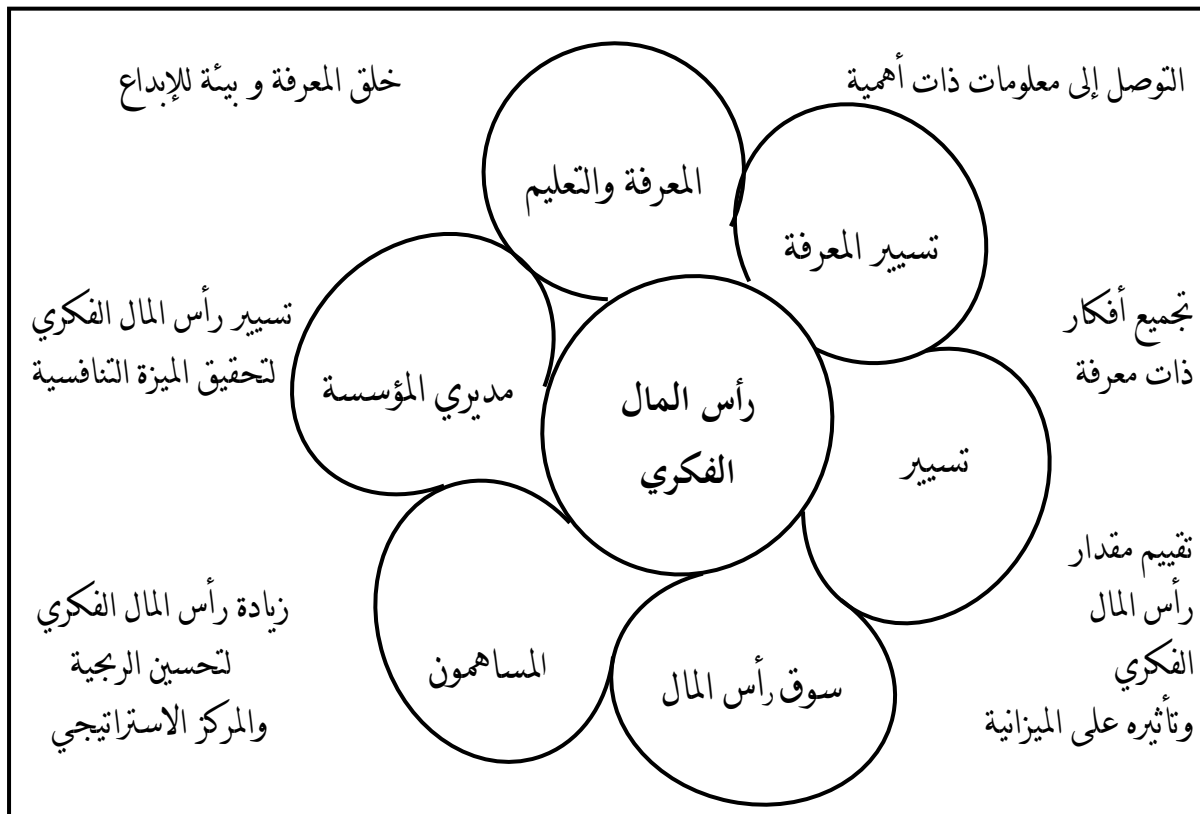 التوصل إلى معلومات ذات أهمية
خلق المعرفة و بيئة للإبداع
المعرفة والتعليم
تسيير المعرفة
تجميع أفكار
ذات معرفة
تسيير رأس المال الفكري
لتحقيق الميزة التنافسية
مديري المؤسسة
رأس المال
الفكري
تسيير
تقييم مقدار
رأس المال
الفكري
وتأثيره على الميزانية
زيادة رأس المال الفكري
لتحسين الربحية
والمركز الاستراتيجي
المساهمون
سوق رأس المال